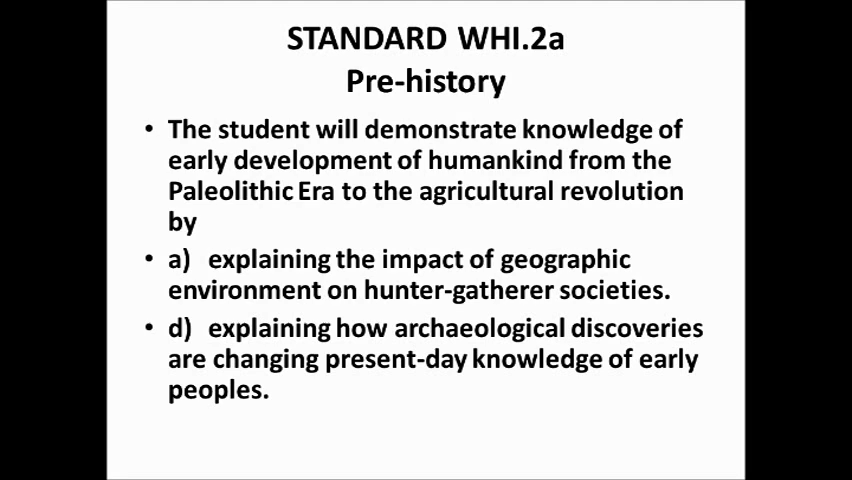 STANDARD WHI.2a
Pre-history
• The student will demonstrate knowledge of
early development of humankind from the
Paleolithic Era to the agricultural revolution
by
• a) explaining the impact of geographic
environment on hunter-gatherer societies.
• d) explaining how archaeological discoveries
are changing present-day knowledge of early
peoples.